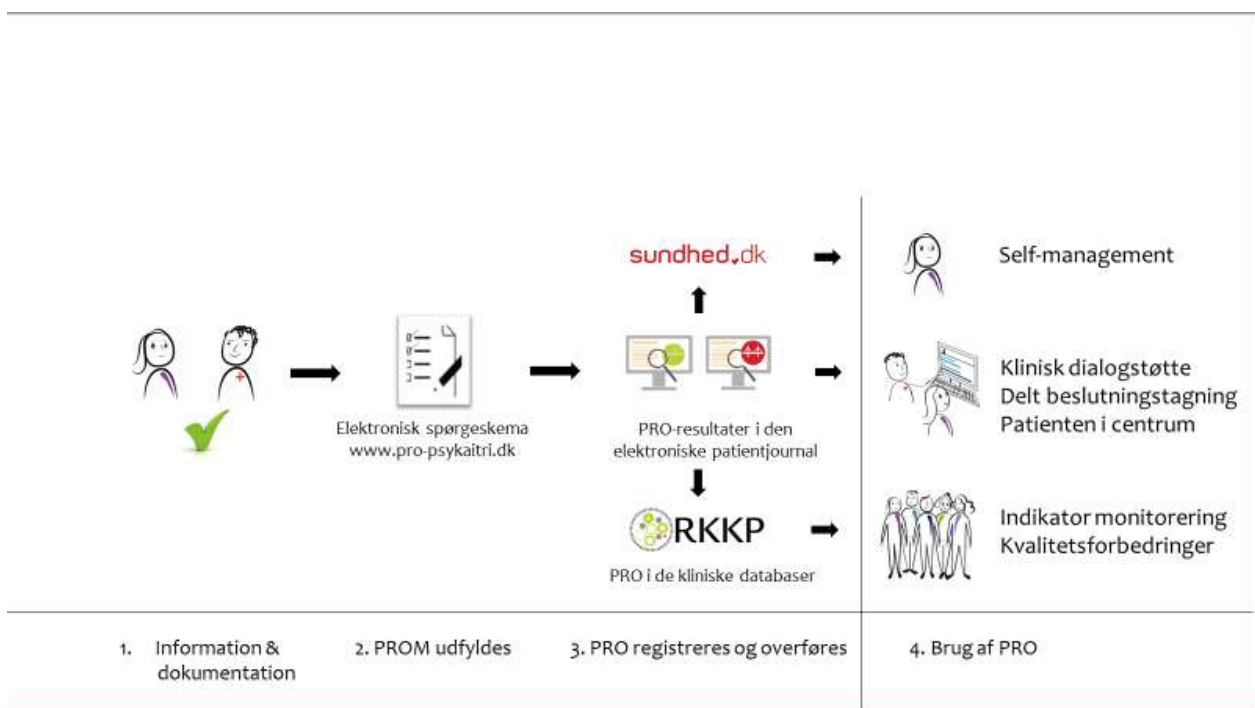 sundhed.dk
Self-management
Elektronisk spørgeskema
www.pro-psykaitri.dk
PRO-resultater i den
elektroniske patientjournal
Klinisk dialogstøtte
Delt beslutningstagning
Patienten i centrum
RKKP
PRO i de kliniske databaser
Indikator monitorering
Kvalitetsforbedringer
1. Information &
dokumentation
2. PROM udfyldes
3. PRO registreres og overføres
4. Brug af PRO